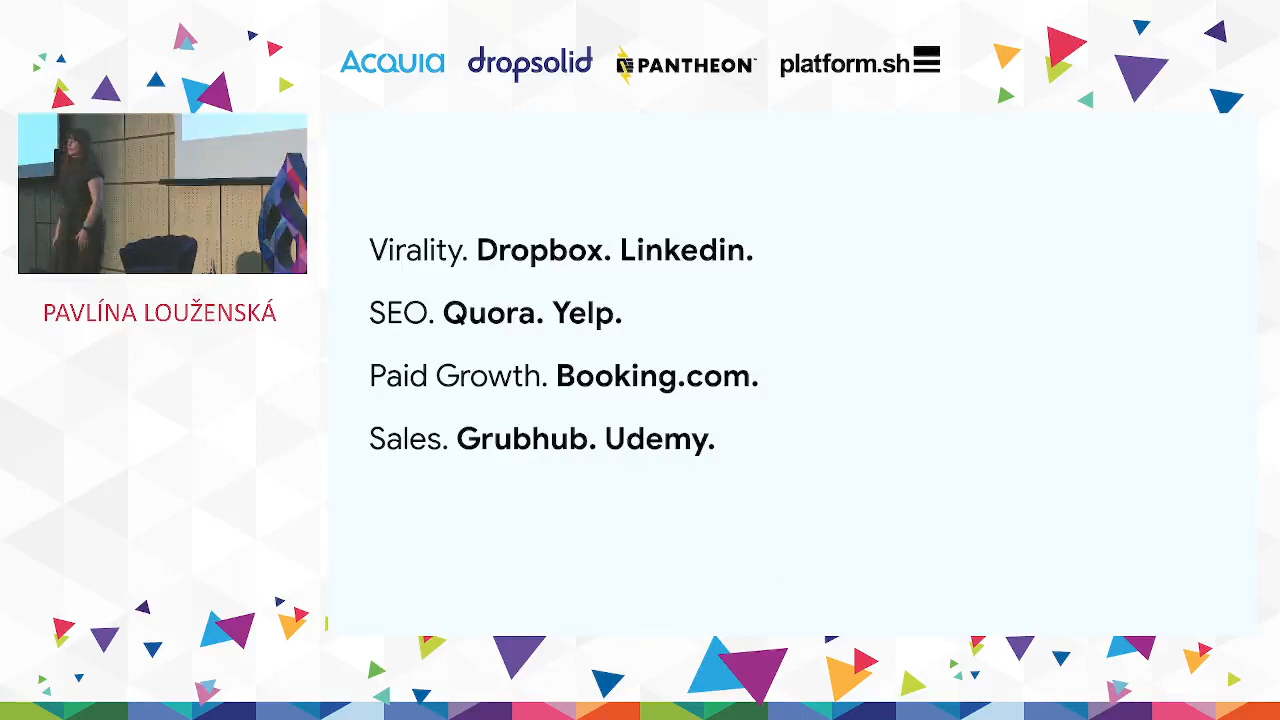 ACQUIA dropsolid PANTHEON platform.sh
PAVLÍNA LOUŽENSKÁ
Virality. Dropbox. Linkedin.
SEO. Quora. Yelp.
Paid Growth. Booking.com.
Sales. Grubhub. Udemy.